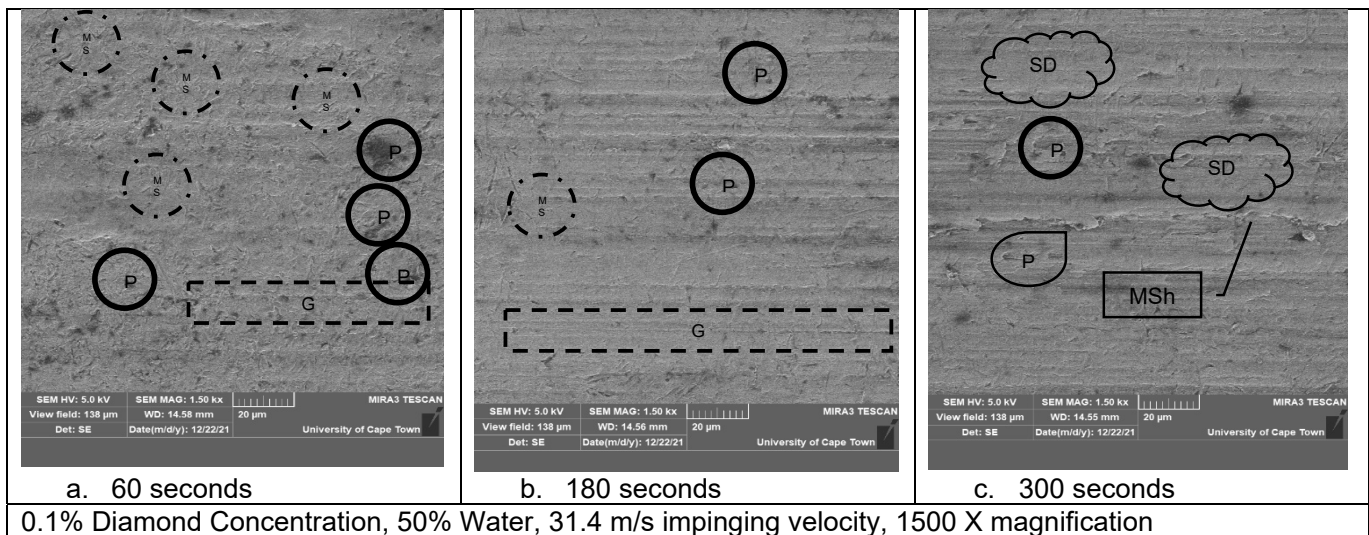 M
S
M
S
M
S
P
M
S
P
P
P
G
SEM HV: 5.0 kV SEM MAG: 1.50 kx MIRA3 TESCAN
View field: 138 µm WD: 14.58 mm 20 µm
Det: SE Date(m/d/y): 12/22/21 University of Cape Town
a. 60 seconds
P
P
M
S
G
SEM HV: 5.0 kV SEM MAG: 1.50 kx MIRA3 TESCAN
View field: 138 µm WD: 14.56 mm 20 µm
Det: SE Date(m/d/y): 12/22/21 University of Cape Town
b. 180 seconds
SD
P
SD
P
MSh
SEM HV: 5.0 kV SEM MAG: 1.50 kx MIRA3 TESCAN
View field: 138 µm WD: 14.55 mm 20 µm
Det: SE Date(m/d/y): 12/22/21 University of Cape Town
c. 300 seconds
0.1% Diamond Concentration, 50% Water, 31.4 m/s impinging velocity, 1500 X magnification